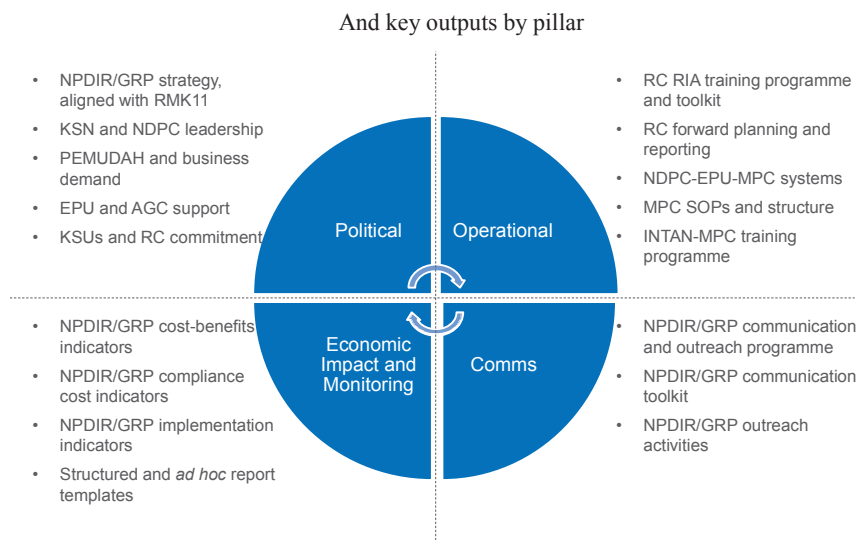 And key outputs by pillar
• NPDIR/GRP strategy,
aligned with RMK11
• KSN and NDPC leadership
• PEMUDAH and business
demand
• EPU and AGC support
• KSUs and RC commitment
• RC RIA training programme
and toolkit
• RC forward planning and
reporting
• NDPC-EPU-MPC systems
• MPC SOPs and structure
• INTAN-MPC training
programme
Political
Operational
Economic
Impact and
Monitoring
Comms
• NPDIR/GRP cost-benefits
indicators
• NPDIR/GRP compliance
cost indicators
• NPDIR/GRP implementation
indicators
• Structured and ad hoc report
templates
• NPDIR/GRP communication
and outreach programme
• NPDIR/GRP communication
toolkit
• NPDIR/GRP outreach
activities